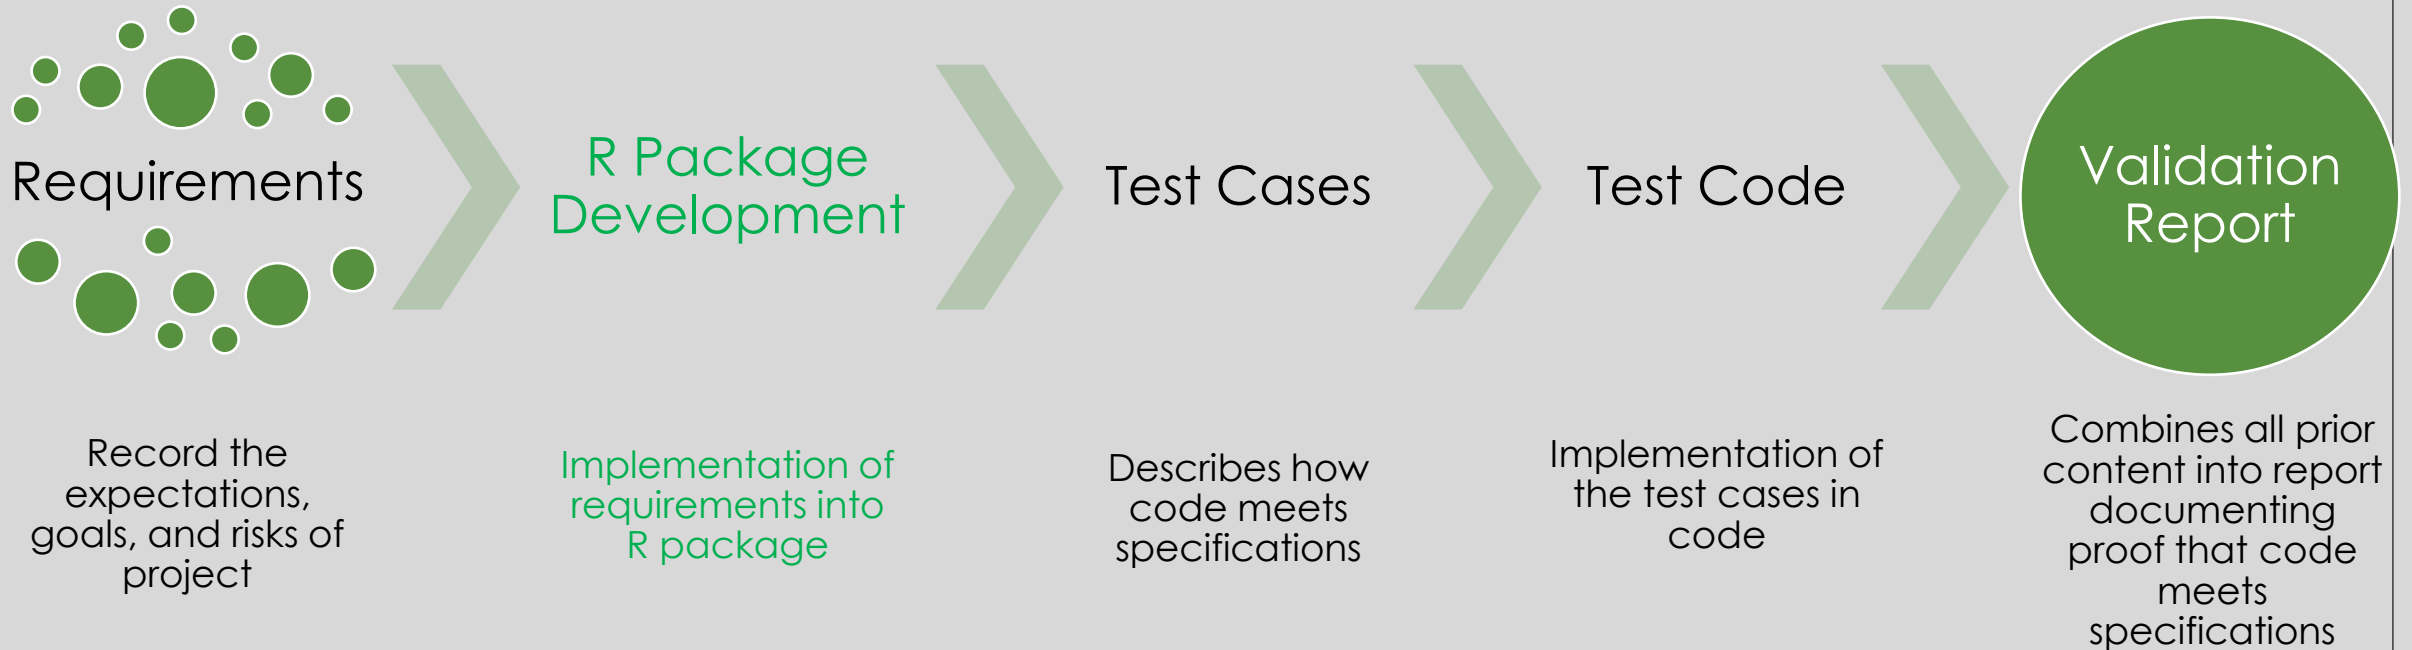 Requirements
R Package
Development
Test Cases
Test Code
Validation
Report
Record the
expectations,
goals, and risks of
project
Implementation of
requirements into
R package
Describes how
code meets
specifications
Implementation of
the test cases in
code
Combines all prior
content into report
documenting
proof that code
meets
specifications